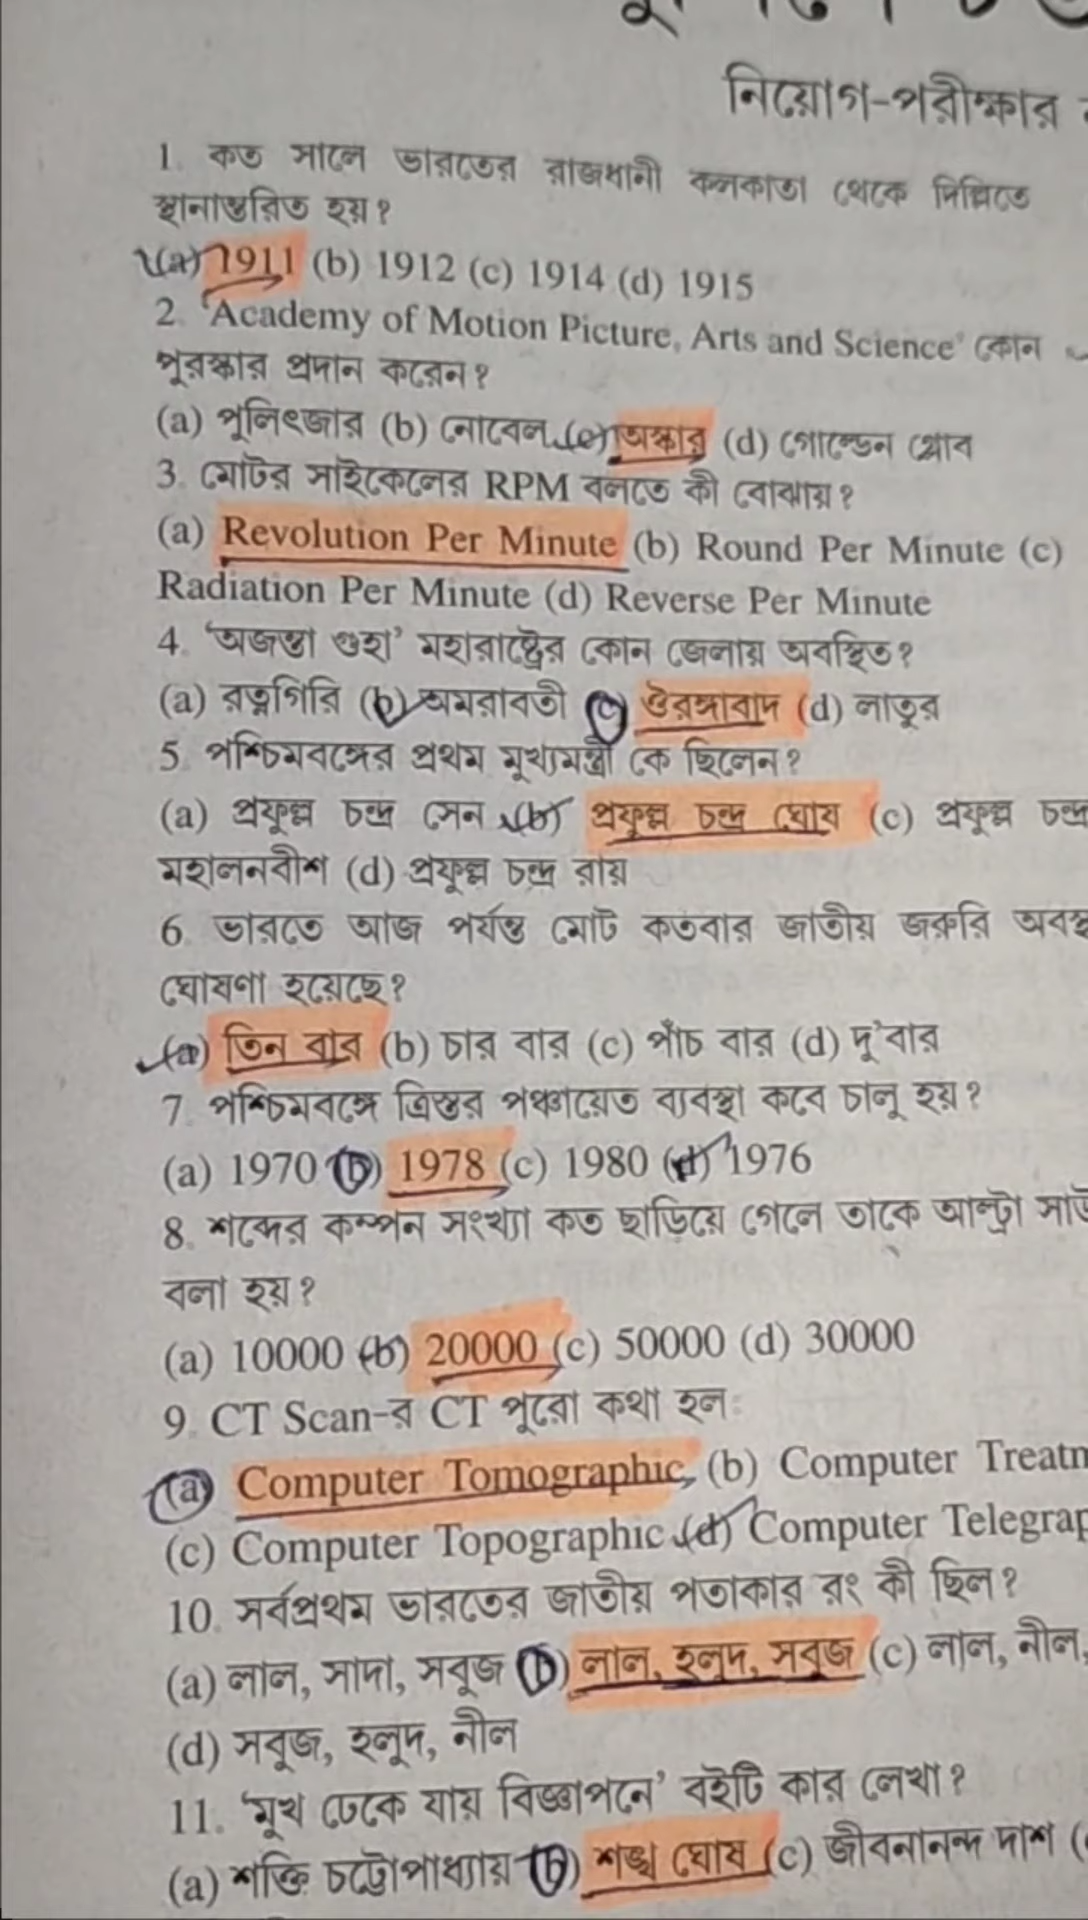 নিয়োগ-পরীক্ষার
1. কত সালে ভারতের রাজধানী কলকাতা থেকে দিল্লিতে
স্থানান্তরিত হয়?
(a) 1911 (b) 1912 (c) 1914 (d) 1915
2. ‘Academy of Motion Picture, Arts and Science’ কোন
পুরস্কার প্রদান করেন?
(a) পুলিৎজার (b) নোবেল (c) অস্কার (d) গোল্ডেন গ্লোব
3. মোটর সাইকেলের RPM বলতে কী বোঝায়?
(a) Revolution Per Minute (b) Round Per Minute (c)
Radiation Per Minute (d) Reverse Per Minute
4. ‘অজন্তা গুহা’ মহারাষ্ট্রের কোন জেলায় অবস্থিত?
(a) রত্নগিরি (b) অমরাবতী (c) ঔরঙ্গাবাদ (d) লাতুর
5. পশ্চিমবঙ্গের প্রথম মুখ্যমন্ত্রী কে ছিলেন?
(a) প্রফুল্ল চন্দ্র সেন (b) প্রফুল্ল চন্দ্র ঘোষ (c) প্রফুল্ল চন্দ্র
মহালনবীশ (d) প্রফুল্ল চন্দ্র রায়
6. ভারতে আজ পর্যন্ত মোট কতবার জাতীয় জরুরি
ঘোষণা হয়েছে?
(a) তিন বার (b) চার বার (c) পাঁচ বার (d) দু’বার
7. পশ্চিমবঙ্গে ত্রিস্তর পঞ্চায়েত ব্যবস্থা কবে চালু হয়?
(a) 1970 (b) 1978 (c) 1980 (d) 1976
8. শব্দের কম্পন সংখ্যা কত ছাড়িয়ে গেলে তাকে আল্ট্রা
বলা হয়?
(a) 10000 (b) 20000 (c) 50000 (d) 30000
9. CT Scan-র CT পুরো কথা হল:
(a) Computer Tomographic (b) Computer
(c) Computer Topographic (d) Computer
10. সর্বপ্রথম ভারতের জাতীয় পতাকার রং কী ছিল?
(a) লাল, সাদা, সবুজ (b) লাল, হলুদ, সবুজ (c) লাল, নীল,
(d) সবুজ, হলুদ, নীল
11. ‘মুখ ঢেকে যায় বিজ্ঞাপনে’ বইটি কার লেখা?
(a) শক্তি চট্টোপাধ্যায় (b) শঙ্খ ঘোষ (c) জীবনানন্দ দাশ